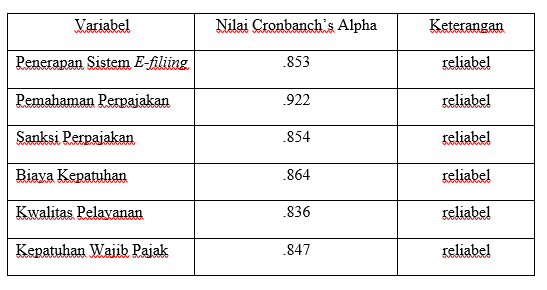 Variabel Nilai Cronbanch's Alpha Keterangan
Penerapan Sistem E-filiing .853 reliabel
Pemahaman Perpajakan .922 reliabel
Sanksi Perpajakan .854 reliabel
Biaya Kepatuhan .864 reliabel
Kwalitas Pelayanan .836 reliabel
Kepatuhan Wajib Pajak .847 reliabel